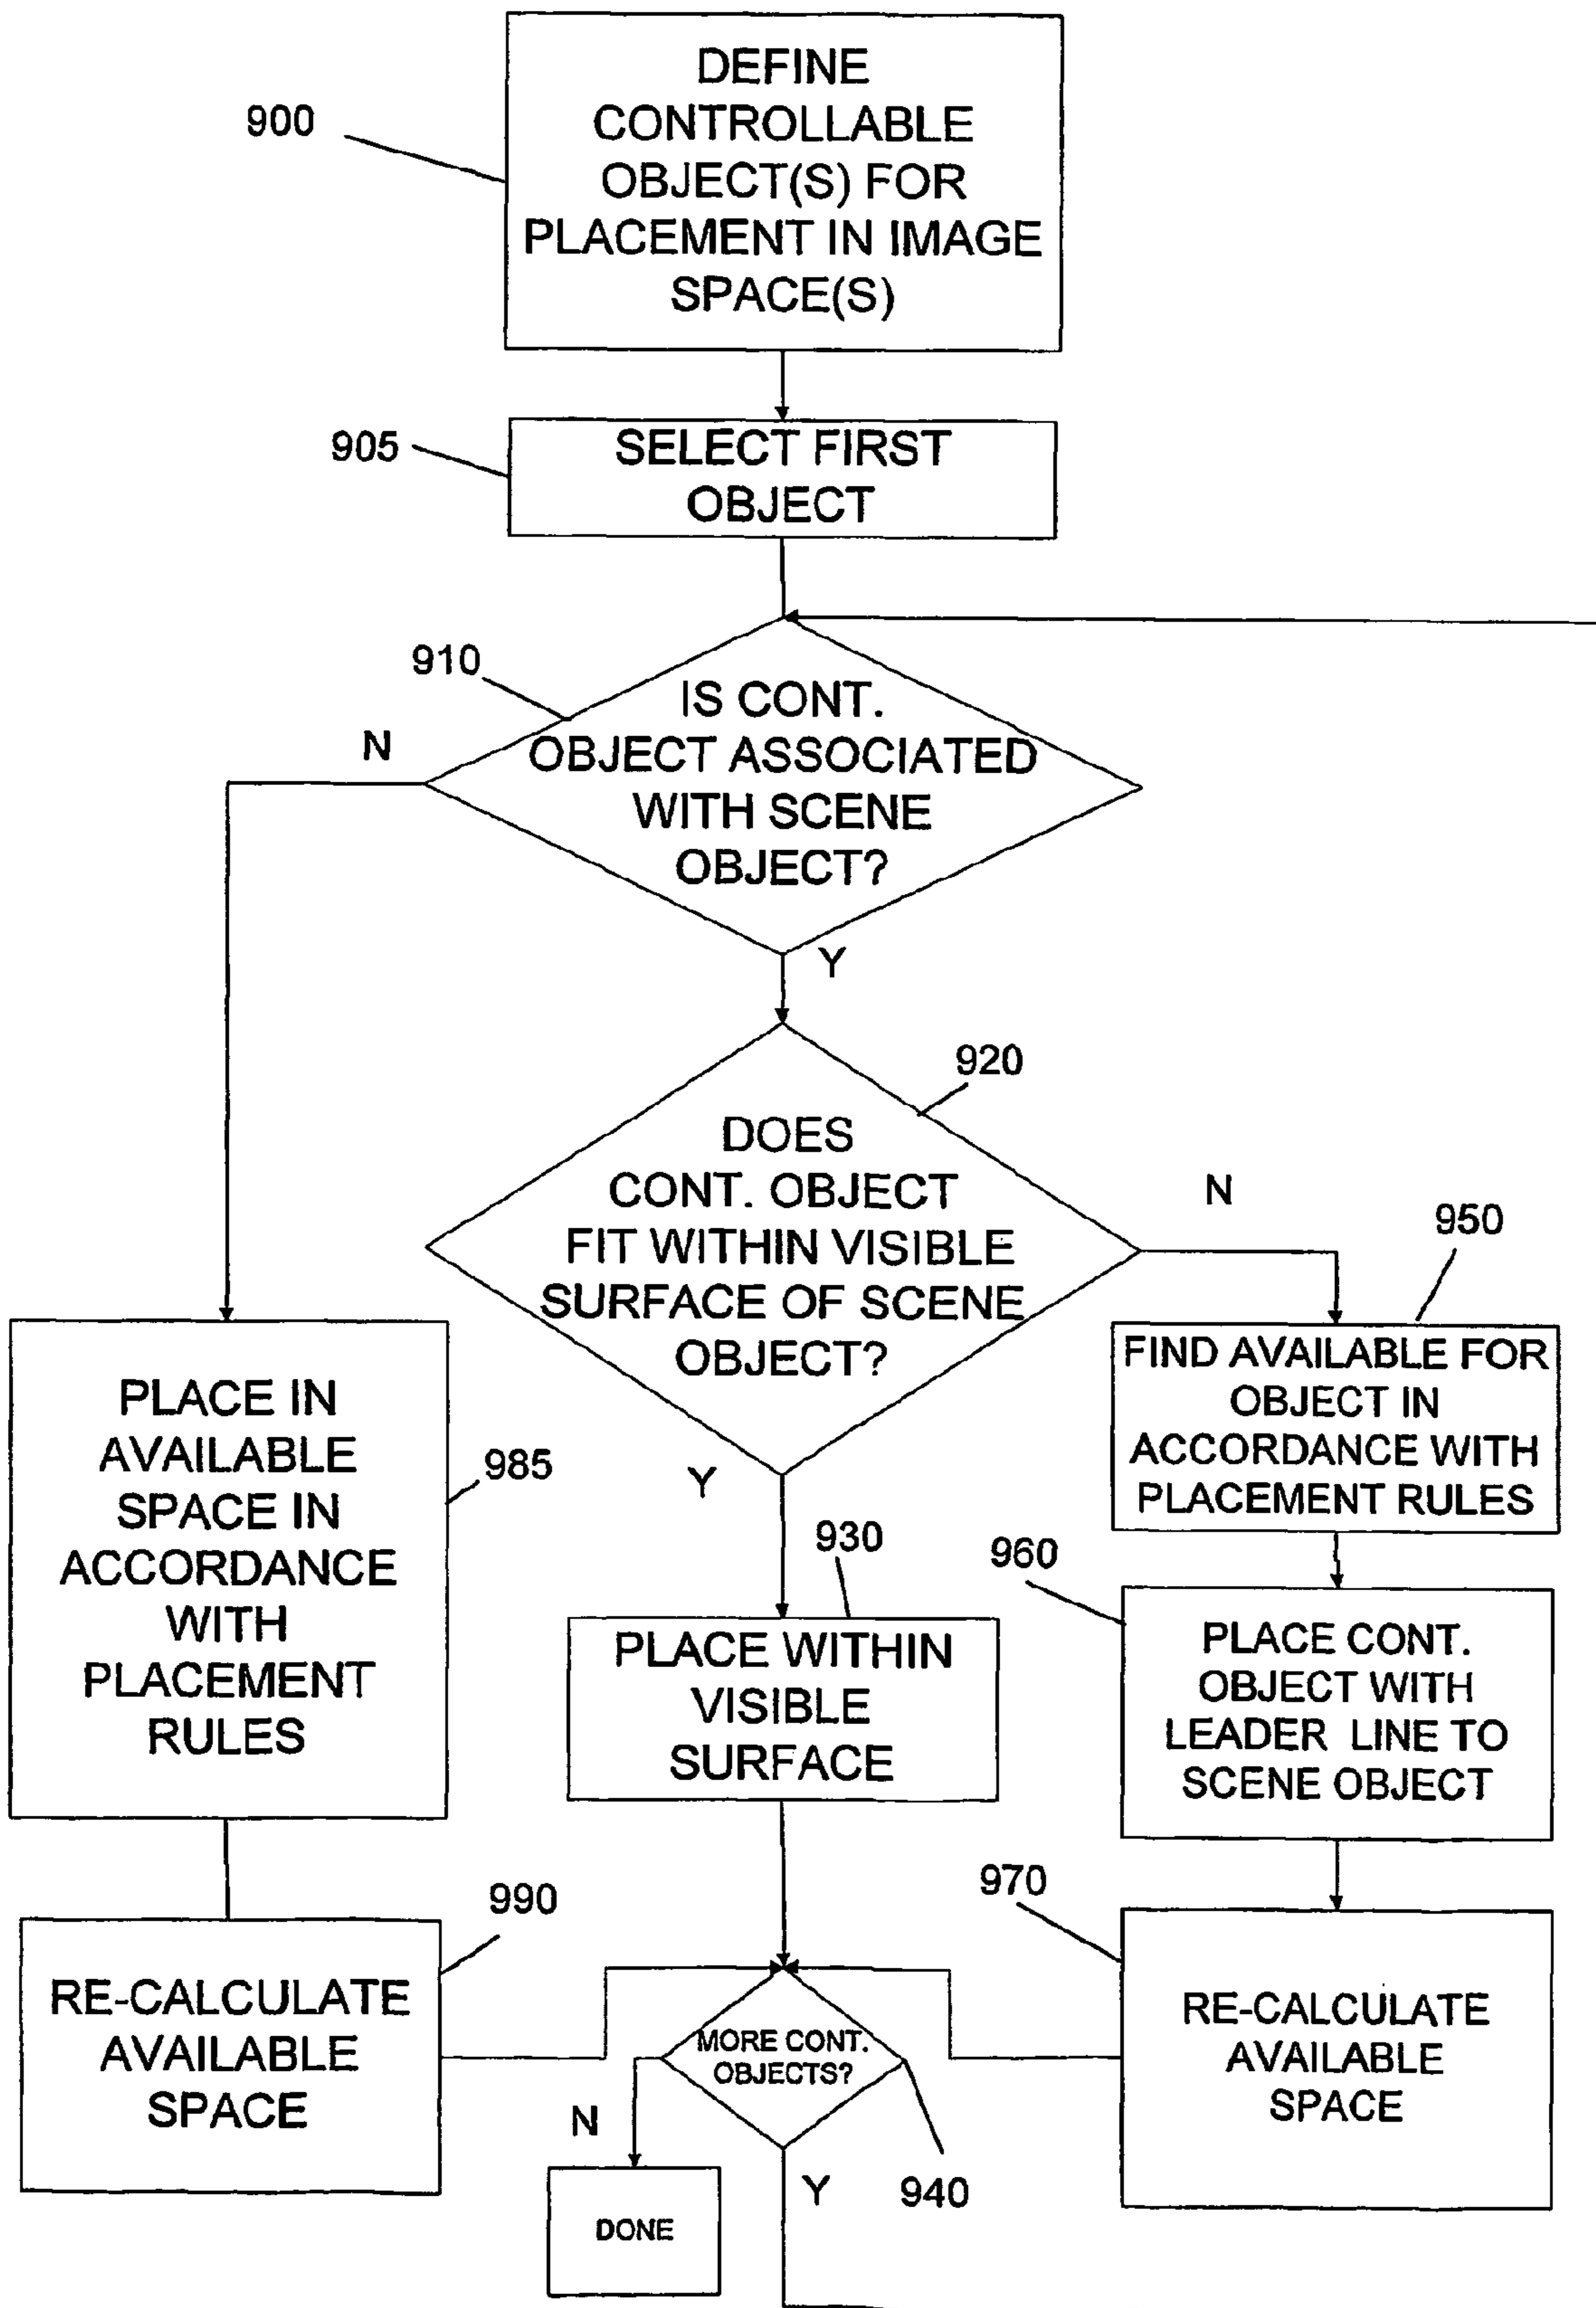 DEFINE
CONTROLLABLE
OBJECT(S) FOR
PLACEMENT IN IMAGE
SPACE(S)
900
905
SELECT FIRST
OBJECT
910
IS CONT.
OBJECT ASSOCIATED
WITH SCENE
OBJECT?
N
Y
920
DOES
CONT. OBJECT
FIT WITHIN VISIBLE
SURFACE OF SCENE
OBJECT?
N
Y
950
FIND AVAILABLE FOR
OBJECT IN
ACCORDANCE WITH
PLACEMENT RULES
PLACE IN
AVAILABLE
SPACE IN
ACCORDANCE
WITH
PLACEMENT
RULES
985
930
PLACE WITHIN
VISIBLE
SURFACE
960
PLACE CONT.
OBJECT WITH
LEADER LINE TO
SCENE OBJECT
990
RE-CALCULATE
AVAILABLE
SPACE
970
RE-CALCULATE
AVAILABLE
SPACE
MORE CONT.
OBJECTS?
940
N
Y
DONE